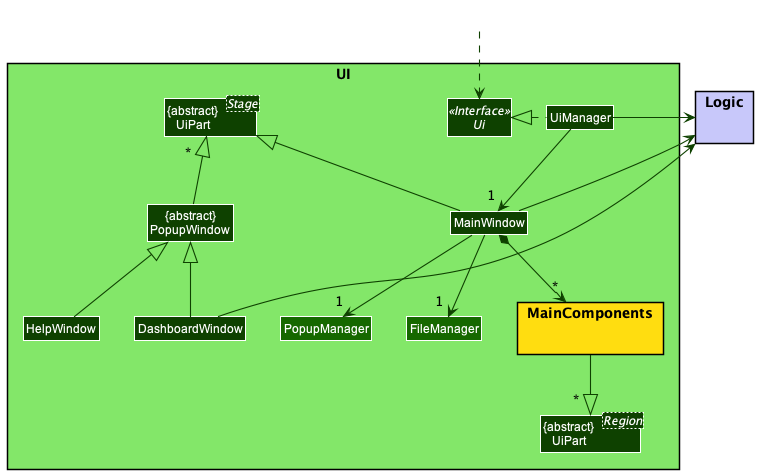 UI
Stage
{abstract}
UiPart
«Interface»
Ui
UiManager
Logic
*
1
{abstract}
PopupWindow
MainWindow
*
1
1
HelpWindow
DashboardWindow
PopupManager
FileManager
MainComponents
*
Region
{abstract}
UiPart